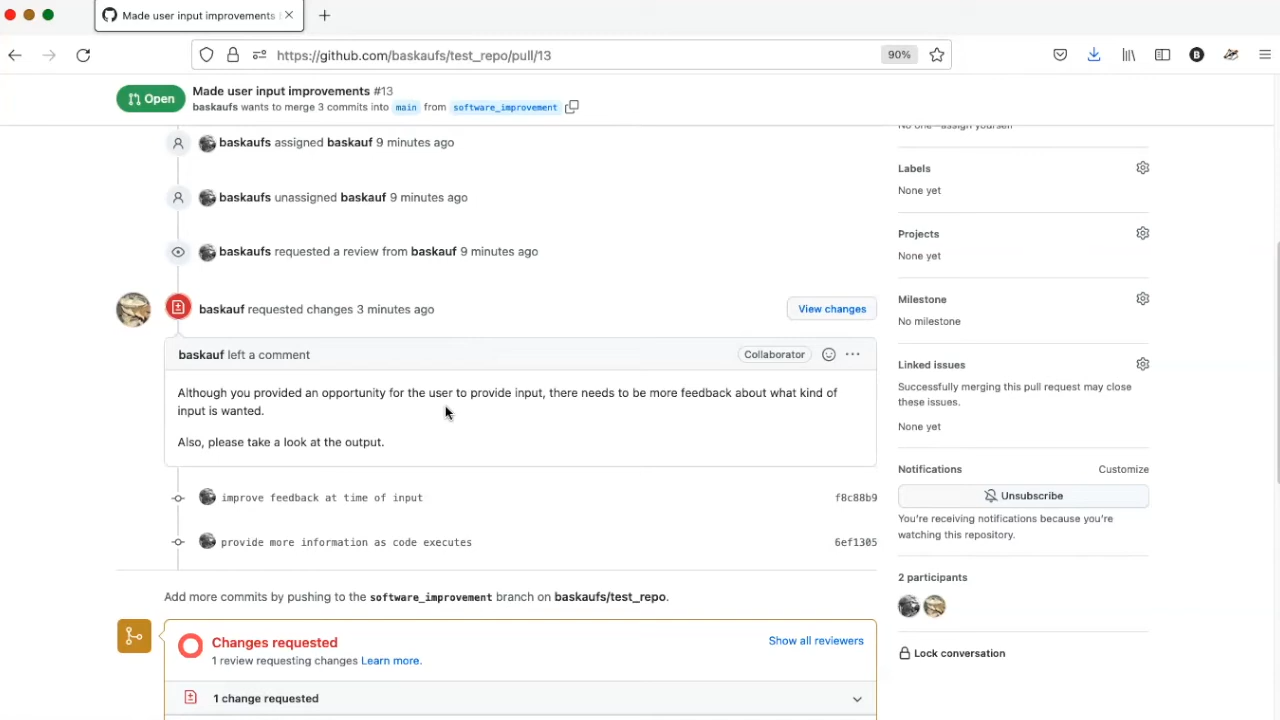 Made user input improvements
https://github.com/baskaufs/test_repo/pull/13
90%
B
Open
Made user input improvements #13
baskaufs wants to merge 3 commits into main from software_improvement
baskaufs assigned baskauf 9 minutes ago
baskaufs unassigned baskauf 9 minutes ago
baskaufs requested a review from baskauf 9 minutes ago
baskauf requested changes 3 minutes ago
View changes
baskauf left a comment
Collaborator
Although you provided an opportunity for the user to provide input, there needs to be more feedback about what kind of
input is wanted.
Also, please take a look at the output.
improve feedback at time of input
f8c88b9
provide more information as code executes
6ef1305
Add more commits by pushing to the software_improvement branch on baskaufs/test_repo.
Changes requested
Show all reviewers
1 review requesting changes Learn more.
1 change requested
No one—assign yourself
Labels
None yet
Projects
None yet
Milestone
No milestone
Linked issues
Successfully merging this pull request may close
these issues.
None yet
Notifications
Customize
Unsubscribe
You're receiving notifications because you're
watching this repository.
2 participants
Lock conversation